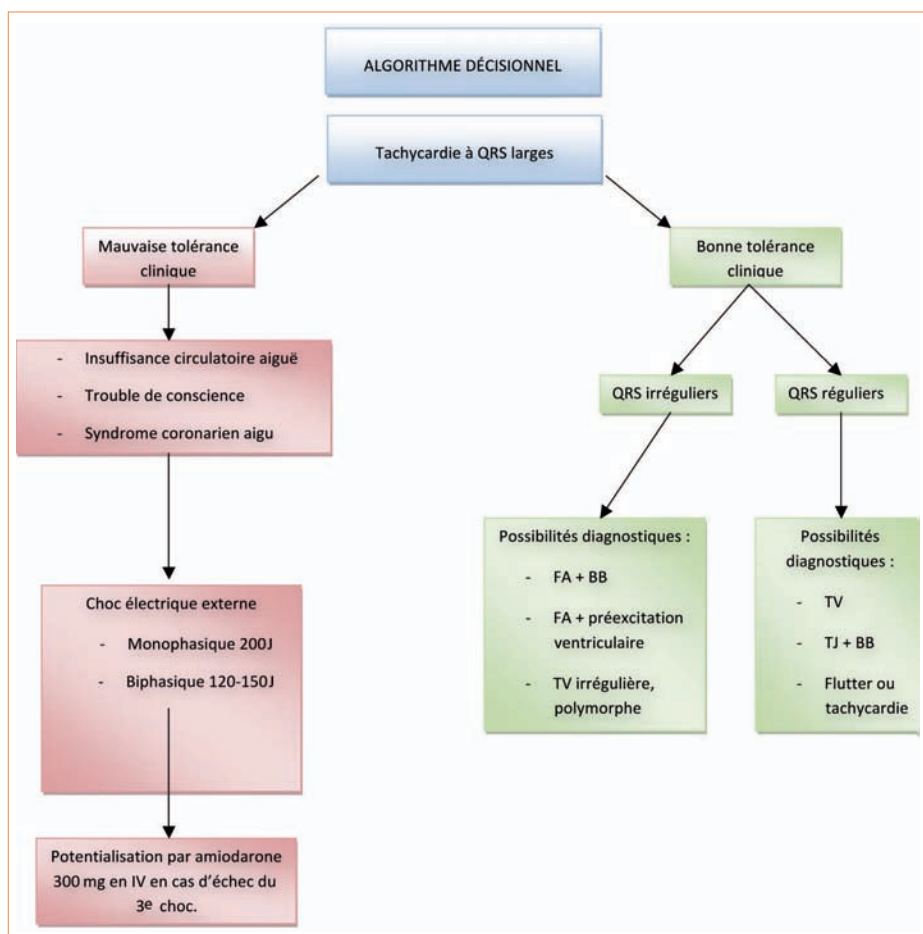 ALGORITHME DÉCISIONNEL
Tachycardie à QRS larges
Mauvaise tolérance
clinique
Bonne tolérance
clinique
- Insuffisance circulatoire aiguë
- Trouble de conscience
- Syndrome coronarien aigu
QRS irréguliers
QRS réguliers
Possibilités diagnostiques :
- FA + BB
- FA + préexcitation
ventriculaire
- TV irrégulière,
polymorphe
Possibilités
diagnostiques :
- TV
- TJ + BB
- Flutter ou
tachycardie
Choc électrique externe
- Monophasique 200J
- Biphasique 120-150J
Potentialisation par amiodarone
300 mg en IV en cas d'échec du
3e choc.